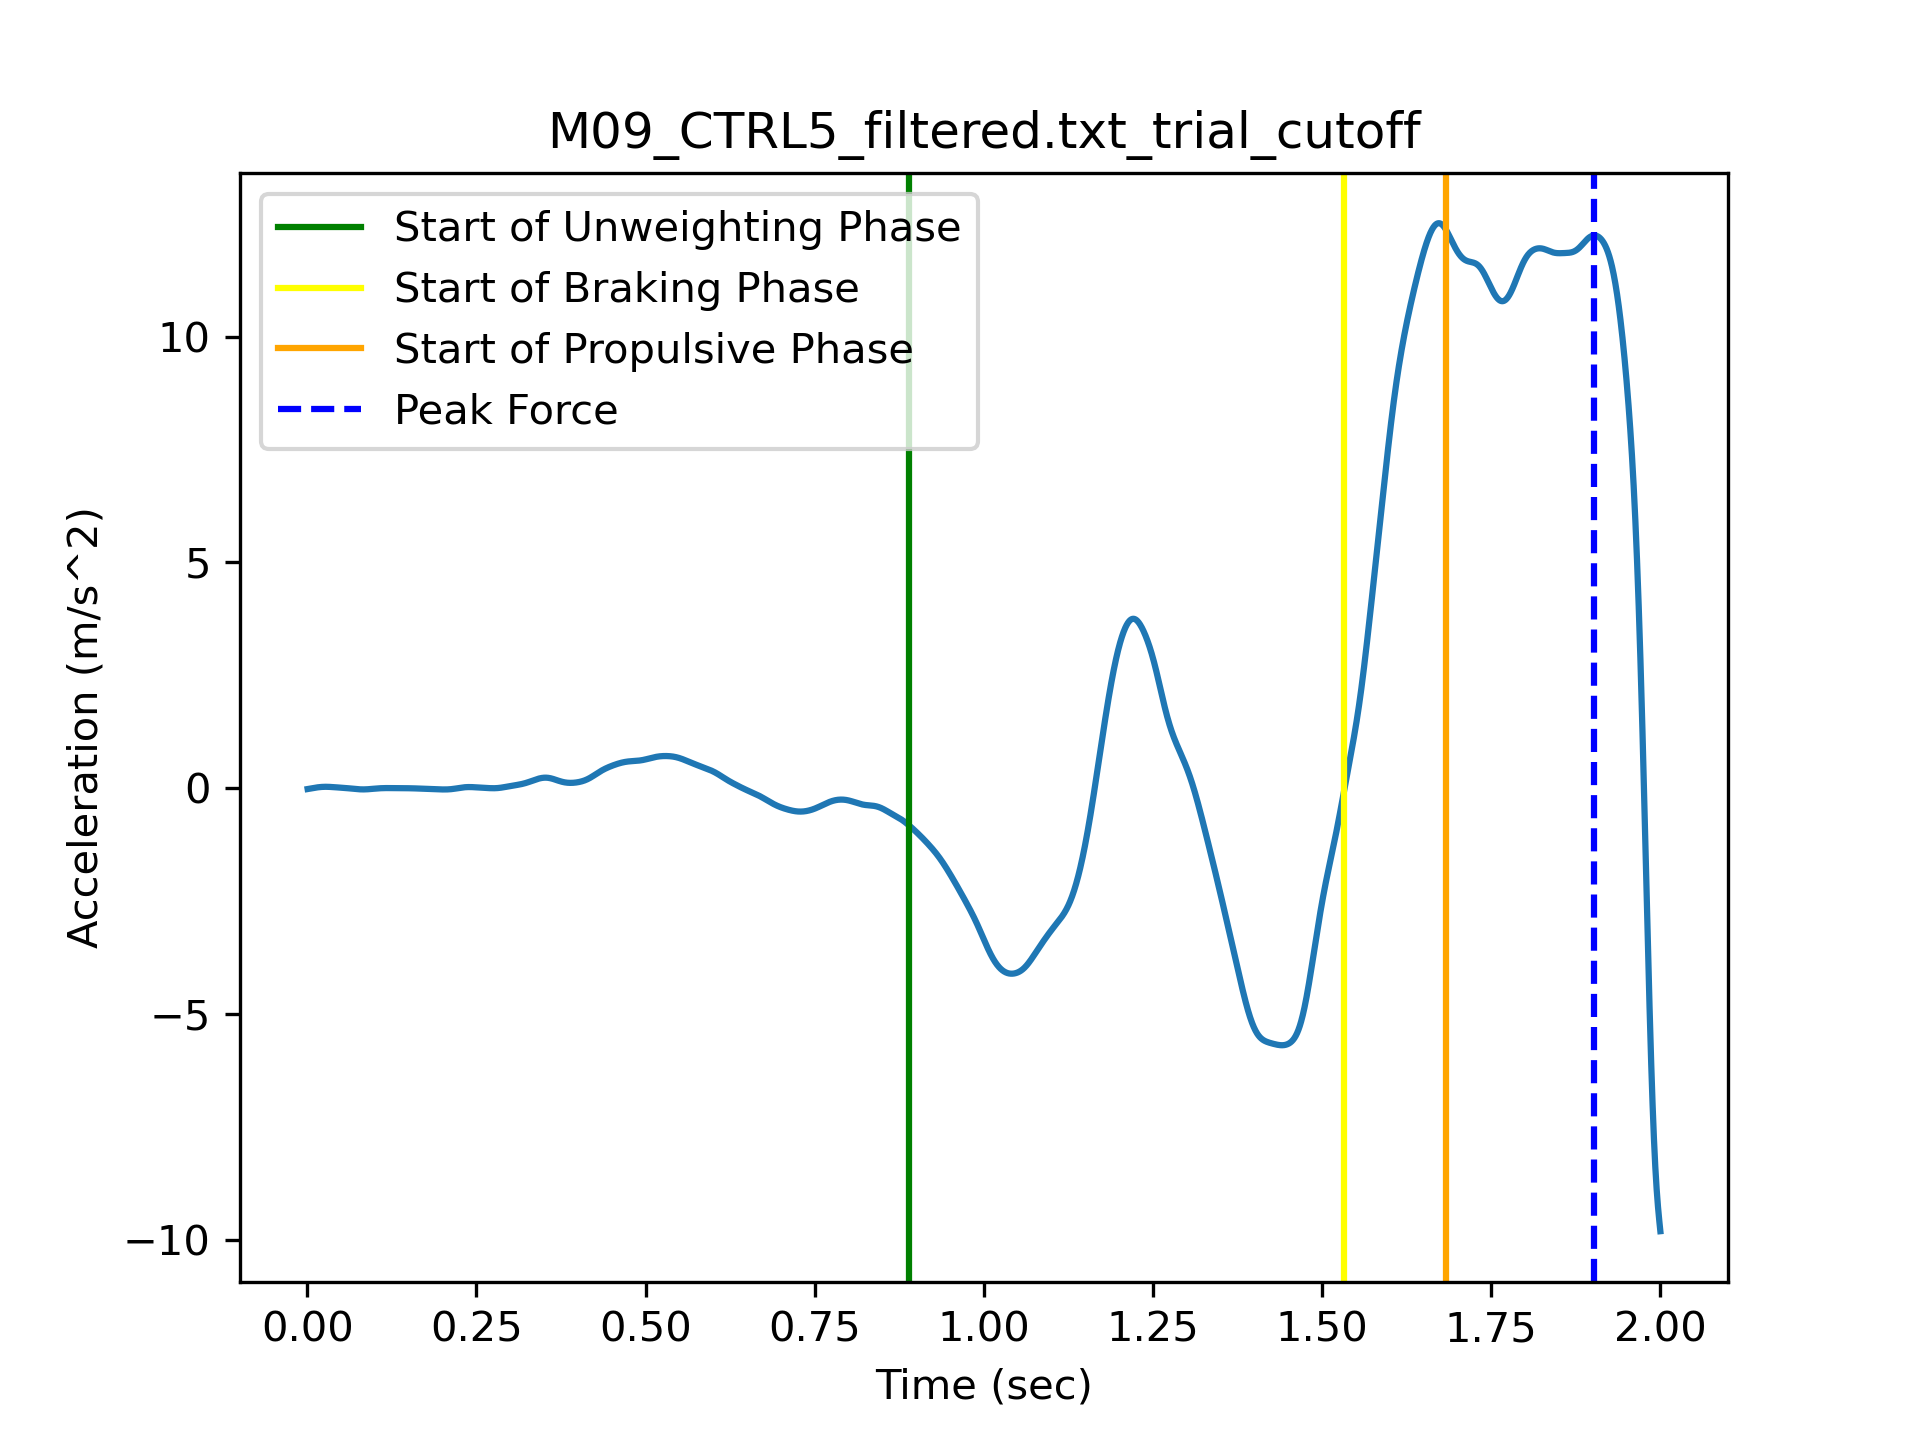 M09_CTRL5_filtered.txt_trial_cutoff
Start of Unweighting Phase
Start of Braking Phase
Start of Propulsive Phase
Peak Force
10
5
0
−5
−10
Acceleration (m/s^2)
0.00 0.25 0.50 0.75 1.00 1.25 1.50 1.75 2.00
Time (sec)